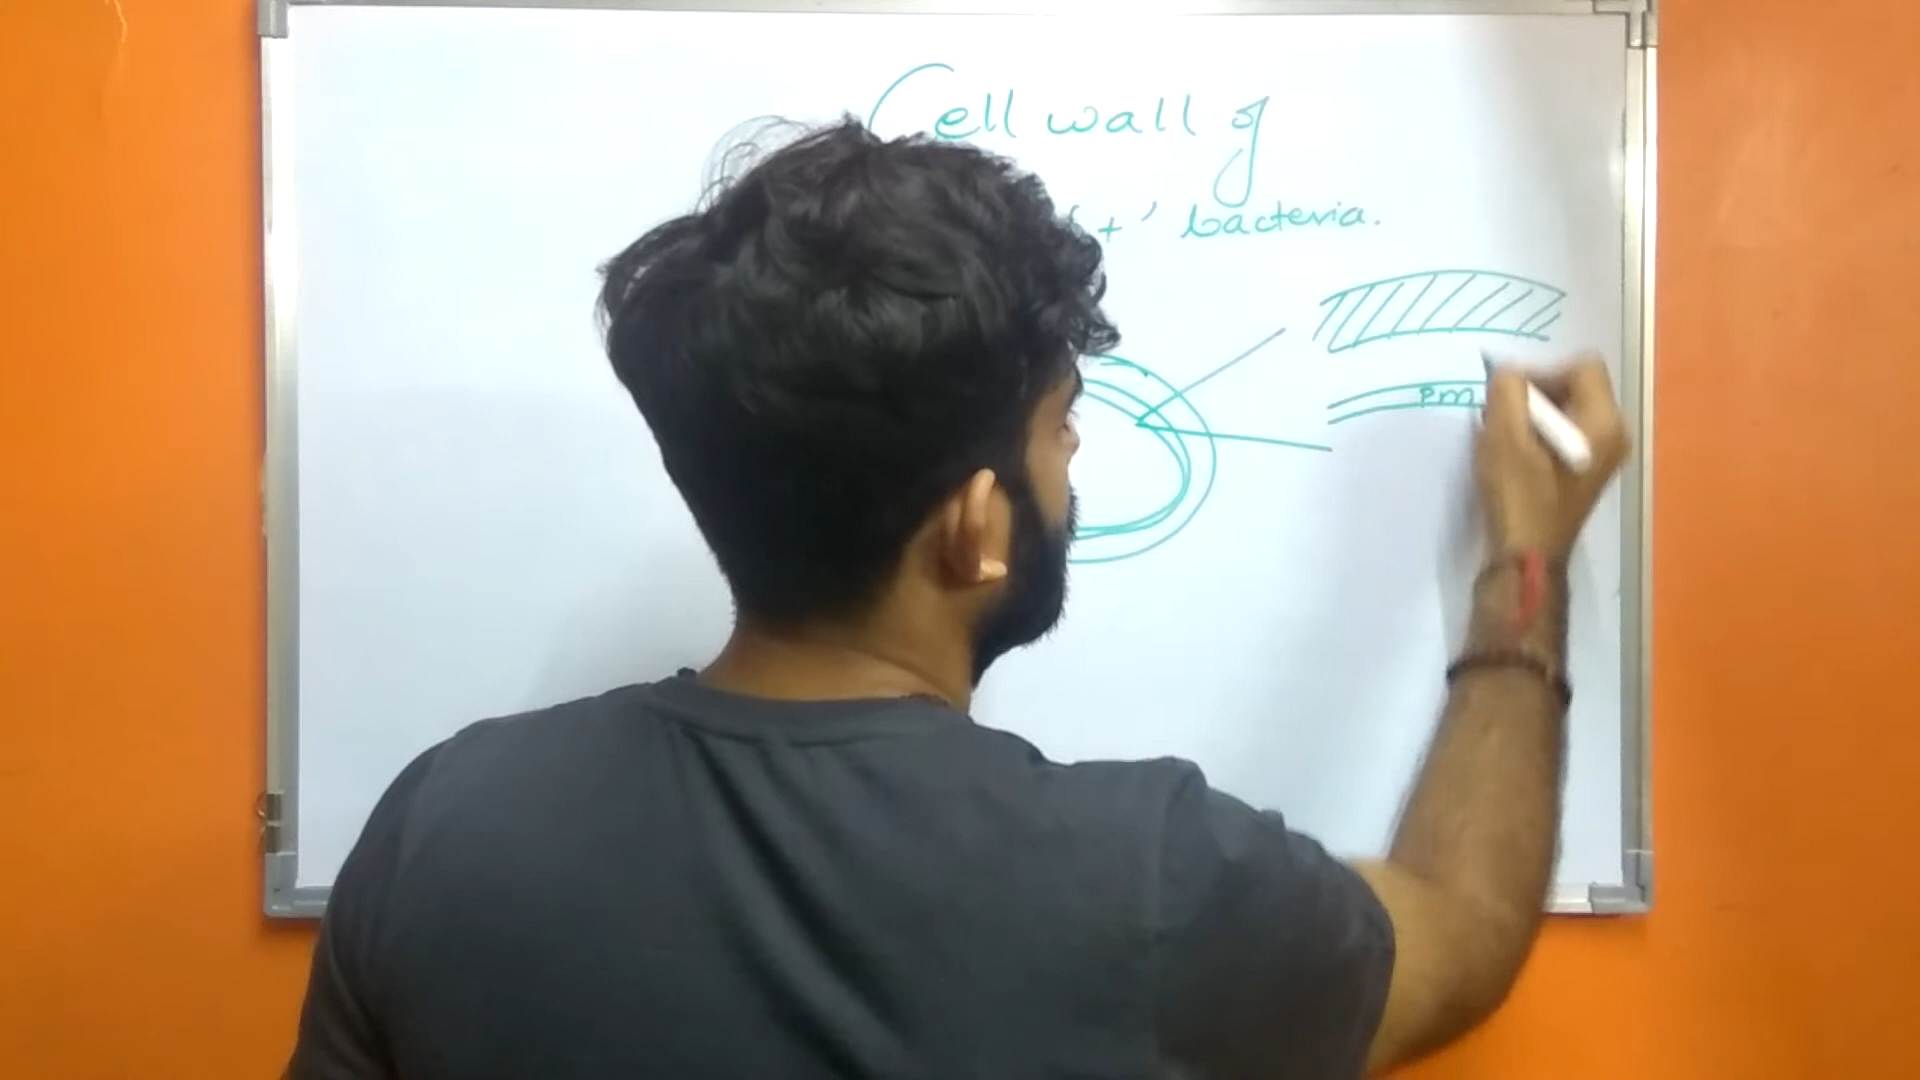 Cell wall of
'+' bacteria.
Pm